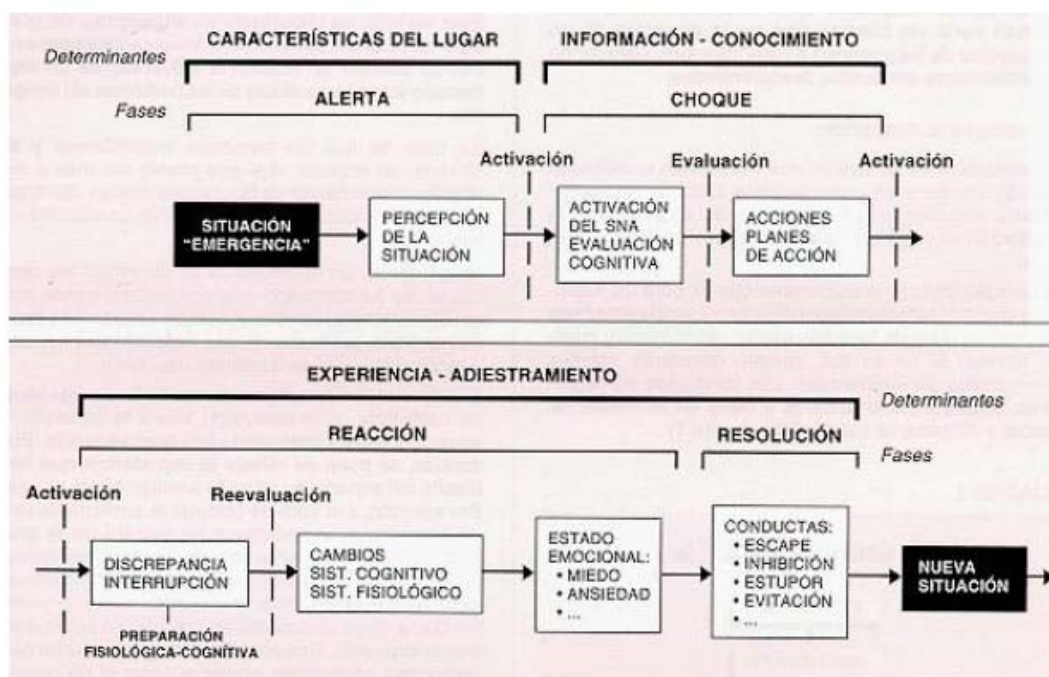 CARACTERÍSTICAS DEL LUGAR
INFORMACIÓN - CONOCIMIENTO
Determinantes
Fases
ALERTA
CHOQUE
Activación
Evaluación
Activación
SITUACIÓN
"EMERGENCIA"
PERCEPCIÓN
DE LA
SITUACIÓN
ACTIVACIÓN
DEL SNA
EVALUACIÓN
COGNITIVA
ACCIONES
PLANES
DE ACCIÓN
EXPERIENCIA - ADIESTRAMIENTO
Determinantes
REACCIÓN
RESOLUCIÓN
Fases
Activación
Reevaluación
DISCREPANCIA
INTERRUPCIÓN
PREPARACIÓN
FISIOLÓGICA-COGNÍTIVA
CAMBIOS
SIST. COGNITIVO
SIST. FISIOLÓGICO
ESTADO
EMOCIONAL:
• MIEDO
• ANSIEDAD
• ...
CONDUCTAS:
• ESCAPE
• INHIBICIÓN
• ESTUPOR
• EVITACIÓN
• ...
NUEVA
SITUACIÓN